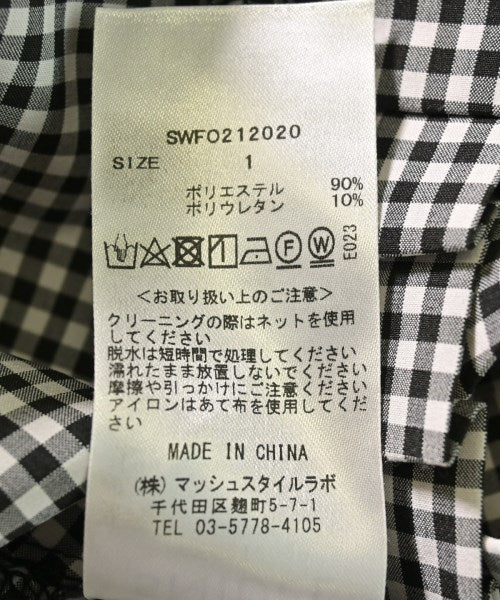 SWFO212020
SIZE 1
ポリエステル 90%
ポリウレタン 10%
F W E023
<お取り扱い上のご注意>
クリーニングの際はネットを使用
してください
脱水は短時間で処理してください
濡れたまま放置しないでください
摩擦や引っかけにご注意ください
アイロンはあて布を使用してくだ
さい
MADE IN CHINA
(株) マッシュスタイルラボ
千代田区麹町5-7-1
TEL 03-5778-4105